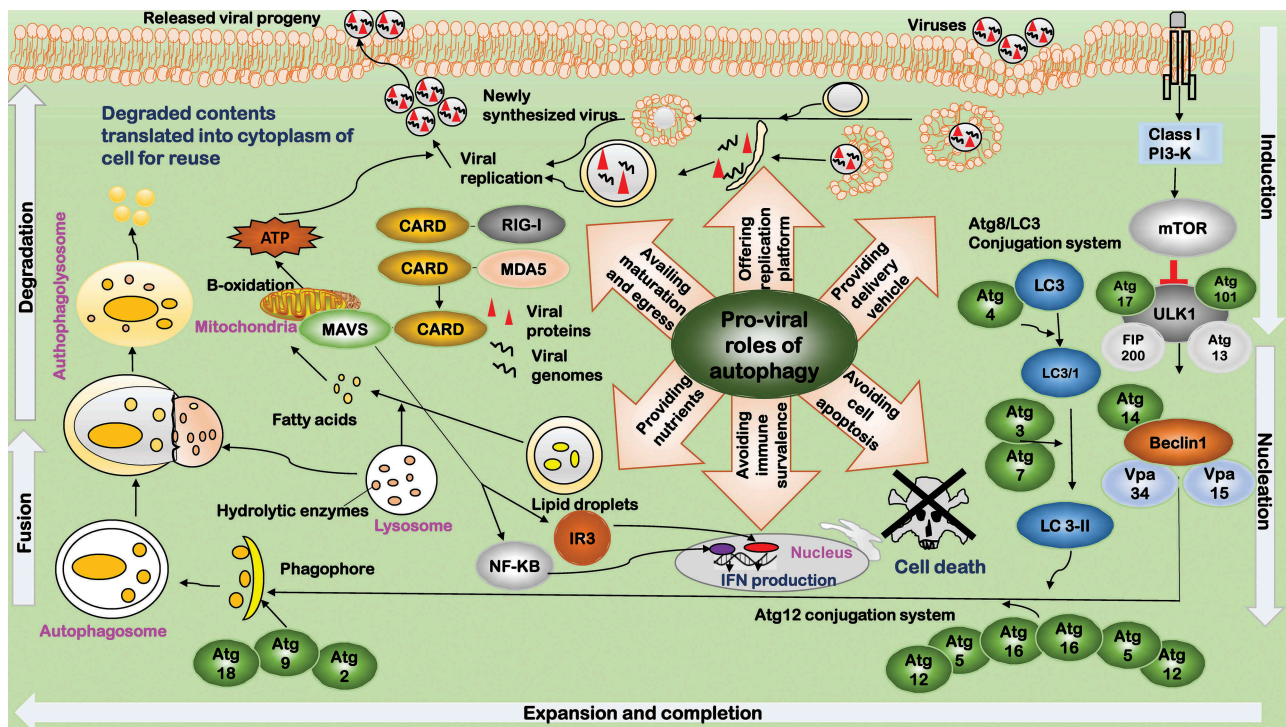 Released viral progeny
Viruses
Degraded contents
translated into cytoplasm of
cell for reuse
Newly
synthesized virus
Viral
replication
Class I
PI3-K
mTOR
Induction
Degradation
ATP
CARD
RIG-I
CARD
MDA5
B-oxidation
Mitochondria
MAVS
CARD
Viral
proteins
Viral
genomes
Authophagolysosome
Availing
maturation
and egress
Offering
replication
platform
Providing
delivery
vehicle
Pro-viral
roles of
autophagy
Providing
nutrients
Avoiding
immune
survalence
Avoiding
cell
apoptosis
Atg8/LC3
Conjugation system
LC3
Atg
4
LC3/1
Atg
3
Atg
7
LC 3-II
Atg
17
Atg
101
ULK1
FIP
200
Atg
13
Atg
14
Beclin1
Vpa
34
Vpa
15
Nucleation
Fatty acids
Lipid droplets
Hydrolytic enzymes
Lysosome
IR3
NF-KB
Nucleus
IFN production
Cell death
Fusion
Phagophore
Autophagosome
Atg
18
Atg
9
Atg
2
Atg12 conjugation system
Atg
12
Atg
5
Atg
16
Atg
16
Atg
5
Atg
12
Expansion and completion